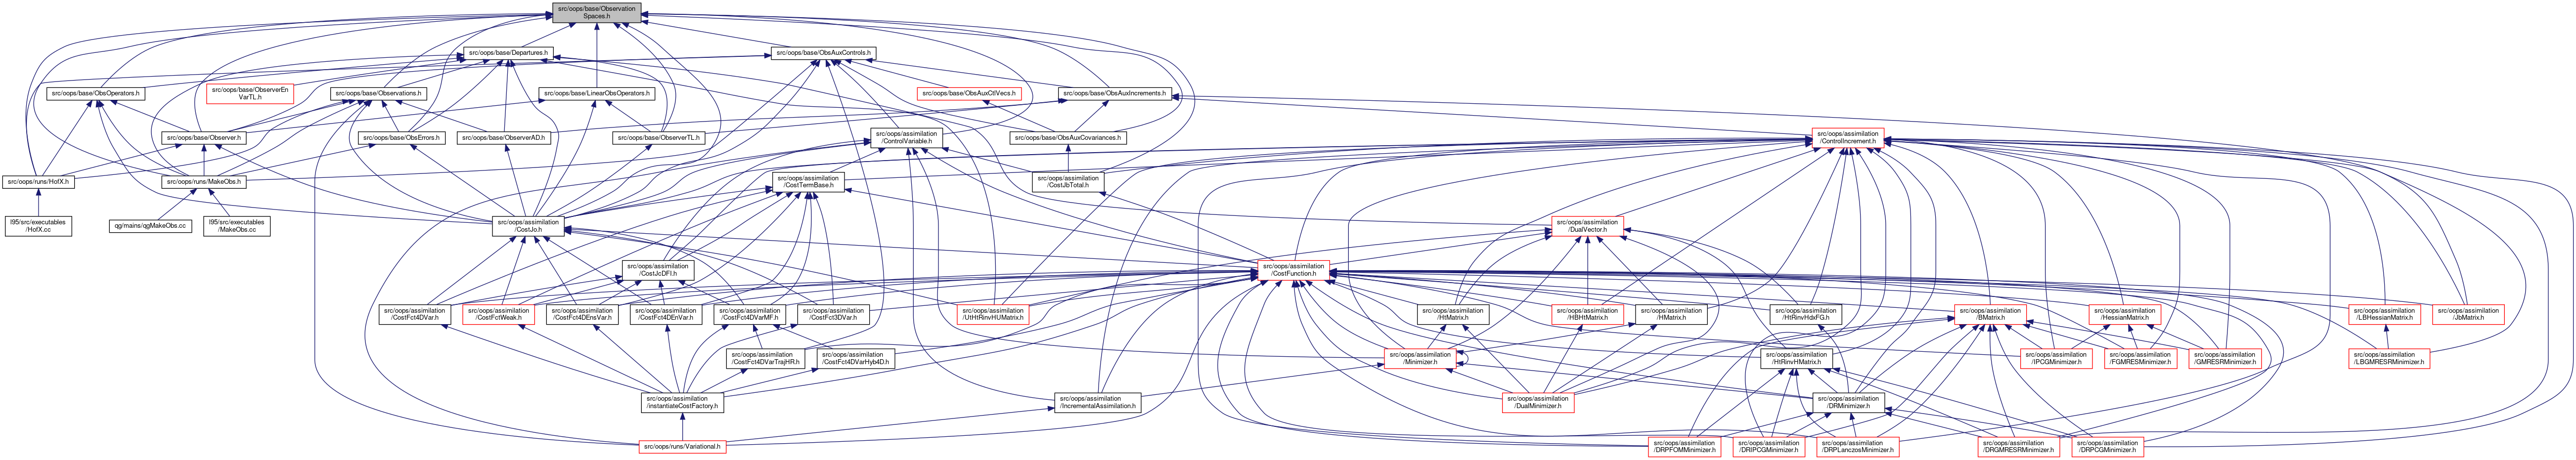 src/oops/base/Observation
Spaces.h
src/oops/base/Departures.h
src/oops/base/ObsAuxControls.h
src/oops/base/ObsOperators.h
src/oops/base/ObserverEn
VarTL.h
src/oops/base/Observations.h
src/oops/base/LinearObsOperators.h
src/oops/base/ObsAuxCtlVecs.h
src/oops/base/ObsAuxIncrements.h
src/oops/base/Observer.h
src/oops/base/ObsErrors.h
src/oops/base/ObserverAD.h
src/oops/base/ObserverTL.h
src/oops/assimilation
/ControlVariable.h
src/oops/base/ObsAuxCovariances.h
src/oops/assimilation
/ControlIncrement.h
src/oops/runs/HofX.h
src/oops/runs/MakeObs.h
src/oops/assimilation
/CostTermBase.h
src/oops/assimilation
/CostJbTotal.h
l95/src/executables
/HofX.cc
qg/mains/qgMakeObs.cc
l95/src/executables
/MakeObs.cc
src/oops/assimilation
/CostJo.h
src/oops/assimilation
/DualVector.h
src/oops/assimilation
/CostJcDFI.h
src/oops/assimilation
/CostFunction.h
src/oops/assimilation
/CostFct4DVar.h
src/oops/assimilation
/CostFctWeak.h
src/oops/assimilation
/CostFct4DEnsVar.h
src/oops/assimilation
/CostFct4DEnVar.h
src/oops/assimilation
/CostFct4DVarMF.h
src/oops/assimilation
/CostFct3DVar.h
src/oops/assimilation
/UtHtRinvHUMatrix.h
src/oops/assimilation
/HtMatrix.h
src/oops/assimilation
/HBHtMatrix.h
src/oops/assimilation
/HMatrix.h
src/oops/assimilation
/HtRinvHdxFG.h
src/oops/assimilation
/BMatrix.h
src/oops/assimilation
/HessianMatrix.h
src/oops/assimilation
/LBHessianMatrix.h
src/oops/assimilation
/JbMatrix.h
src/oops/assimilation
/CostFct4DVarTrajHR.h
src/oops/assimilation
/CostFct4DVarHyb4D.h
src/oops/assimilation
/Minimizer.h
src/oops/assimilation
/HtRinvHMatrix.h
src/oops/assimilation
/IPCGMinimizer.h
src/oops/assimilation
/FGMRESMinimizer.h
src/oops/assimilation
/GMRESRMinimizer.h
src/oops/assimilation
/LBGMRESRMinimizer.h
src/oops/assimilation
/instantiateCostFactory.h
src/oops/assimilation
/IncrementalAssimilation.h
src/oops/assimilation
/DualMinimizer.h
src/oops/assimilation
/DRMinimizer.h
src/oops/runs/Variational.h
src/oops/assimilation
/DRPFOMMinimizer.h
src/oops/assimilation
/DRIPCGMinimizer.h
src/oops/assimilation
/DRPLanczosMinimizer.h
src/oops/assimilation
/DRGMRESRMinimizer.h
src/oops/assimilation
/DRPCGMinimizer.h